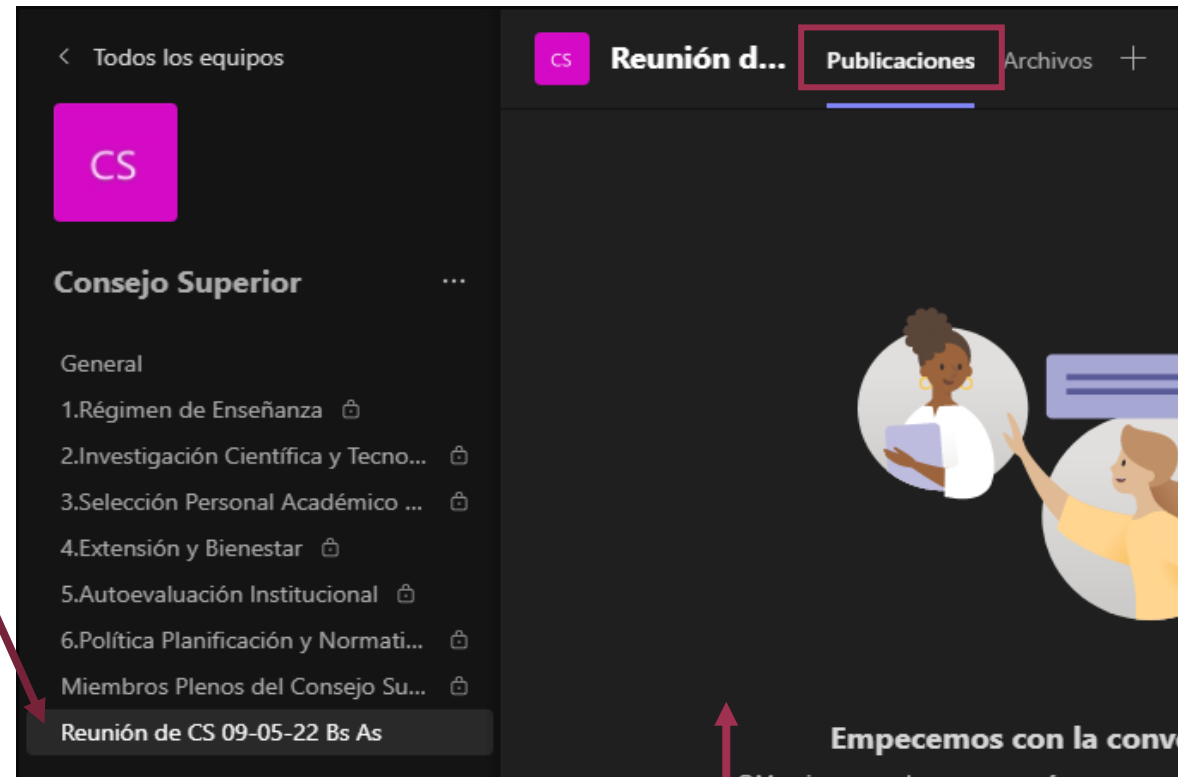 Todos los equipos
CS
Consejo Superior
General
1.Régimen de Enseñanza
2.Investigación Científica y Tecno...
3.Selección Personal Académico ...
4.Extensión y Bienestar
5.Autoevaluación Institucional
6.Política Planificación y Normati...
Miembros Plenos del Consejo Su...
Reunión de CS 09-05-22 Bs As
CS Reunión d... Publicaciones Archivos
Empecemos con la conv